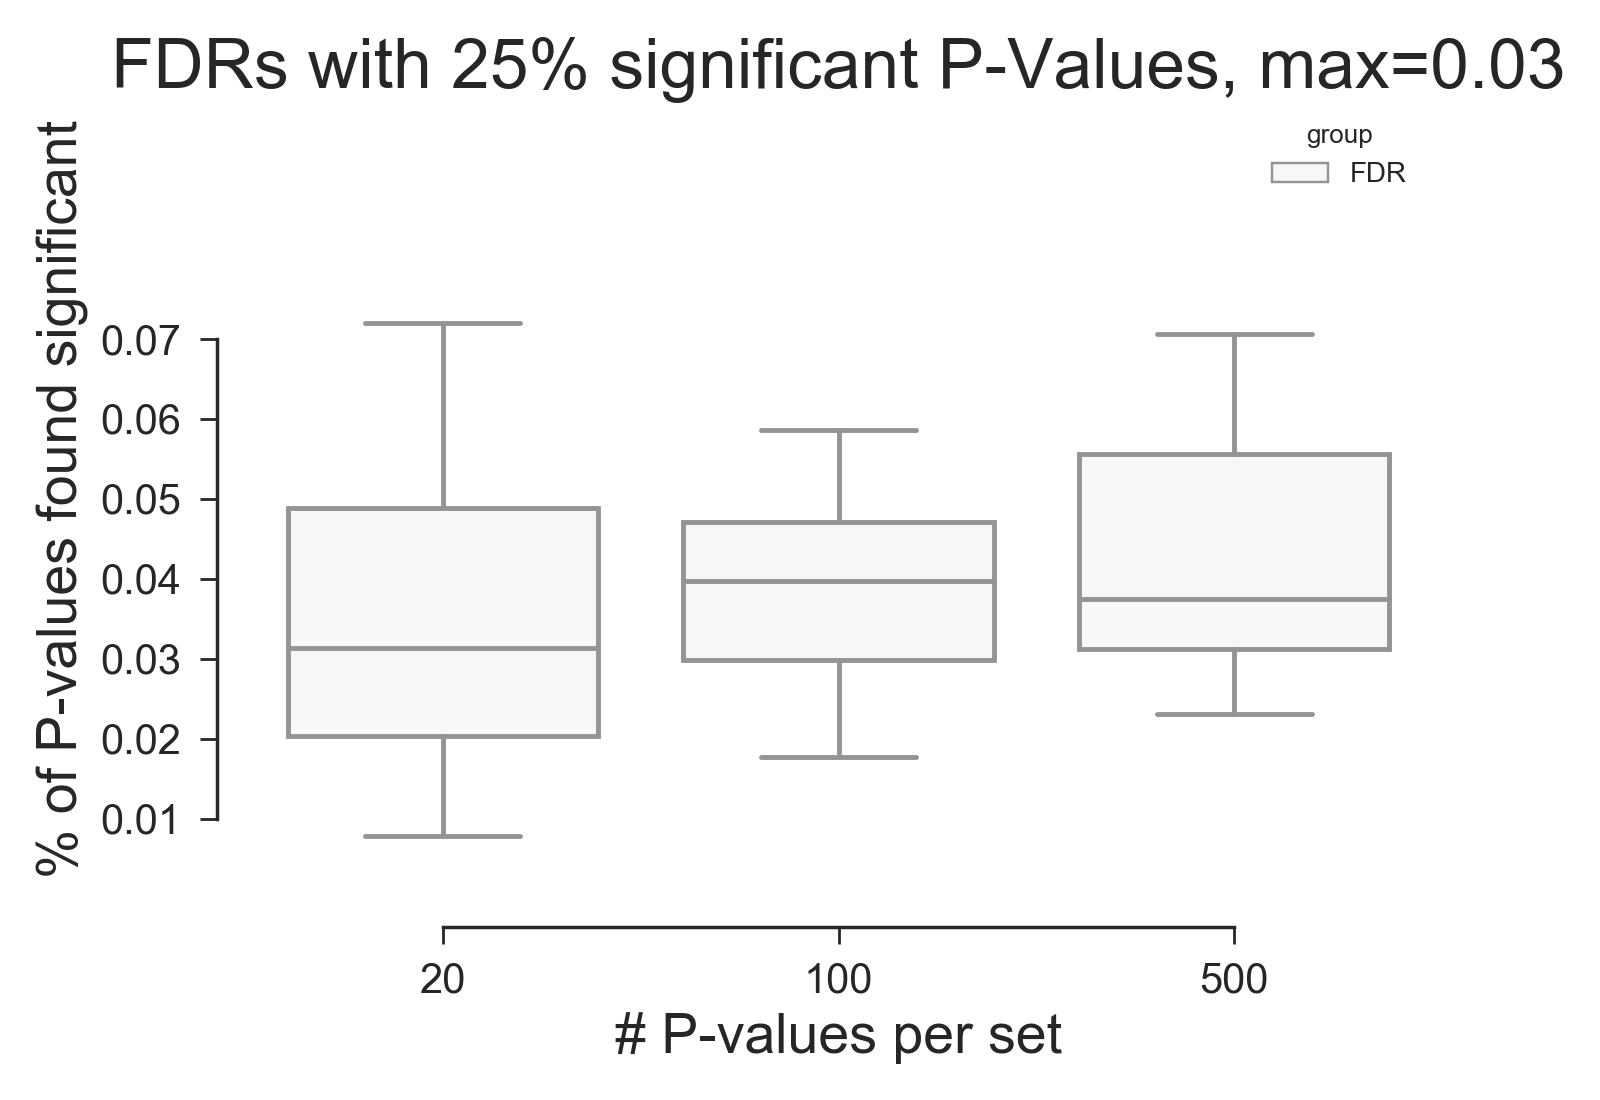 FDRs with 25% significant P-Values, max=0.03
group
FDR
% of P-values found significant
0.07
0.06
0.05
0.04
0.03
0.02
0.01
20
100
500
# P-values per set